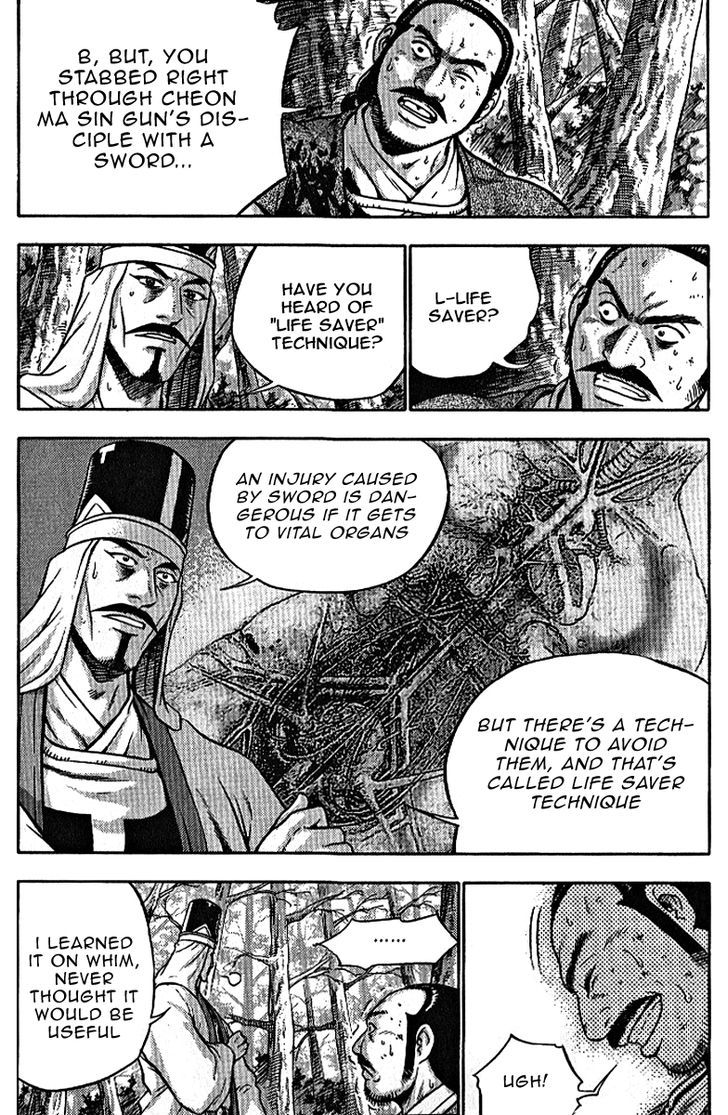 B, BUT, YOU
STABBED RIGHT
THROUGH CHEON
MA SIN GUN'S DIS-
CIPLE WITH A
SWORD...
HAVE YOU
HEARD OF
"LIFE SAVER"
TECHNIQUE?
L-LIFE
SAVER?
AN INJURY CAUSED
BY SWORD IS DAN-
GEROUS IF IT GETS
TO VITAL ORGANS
BUT THERE'S A TECH-
NIQUE TO AVOID
THEM, AND THAT'S
CALLED LIFE SAVER
TECHNIQUE
I LEARNED
IT ON WHIM,
NEVER
THOUGHT IT
WOULD BE
USEFUL
......
UGH!